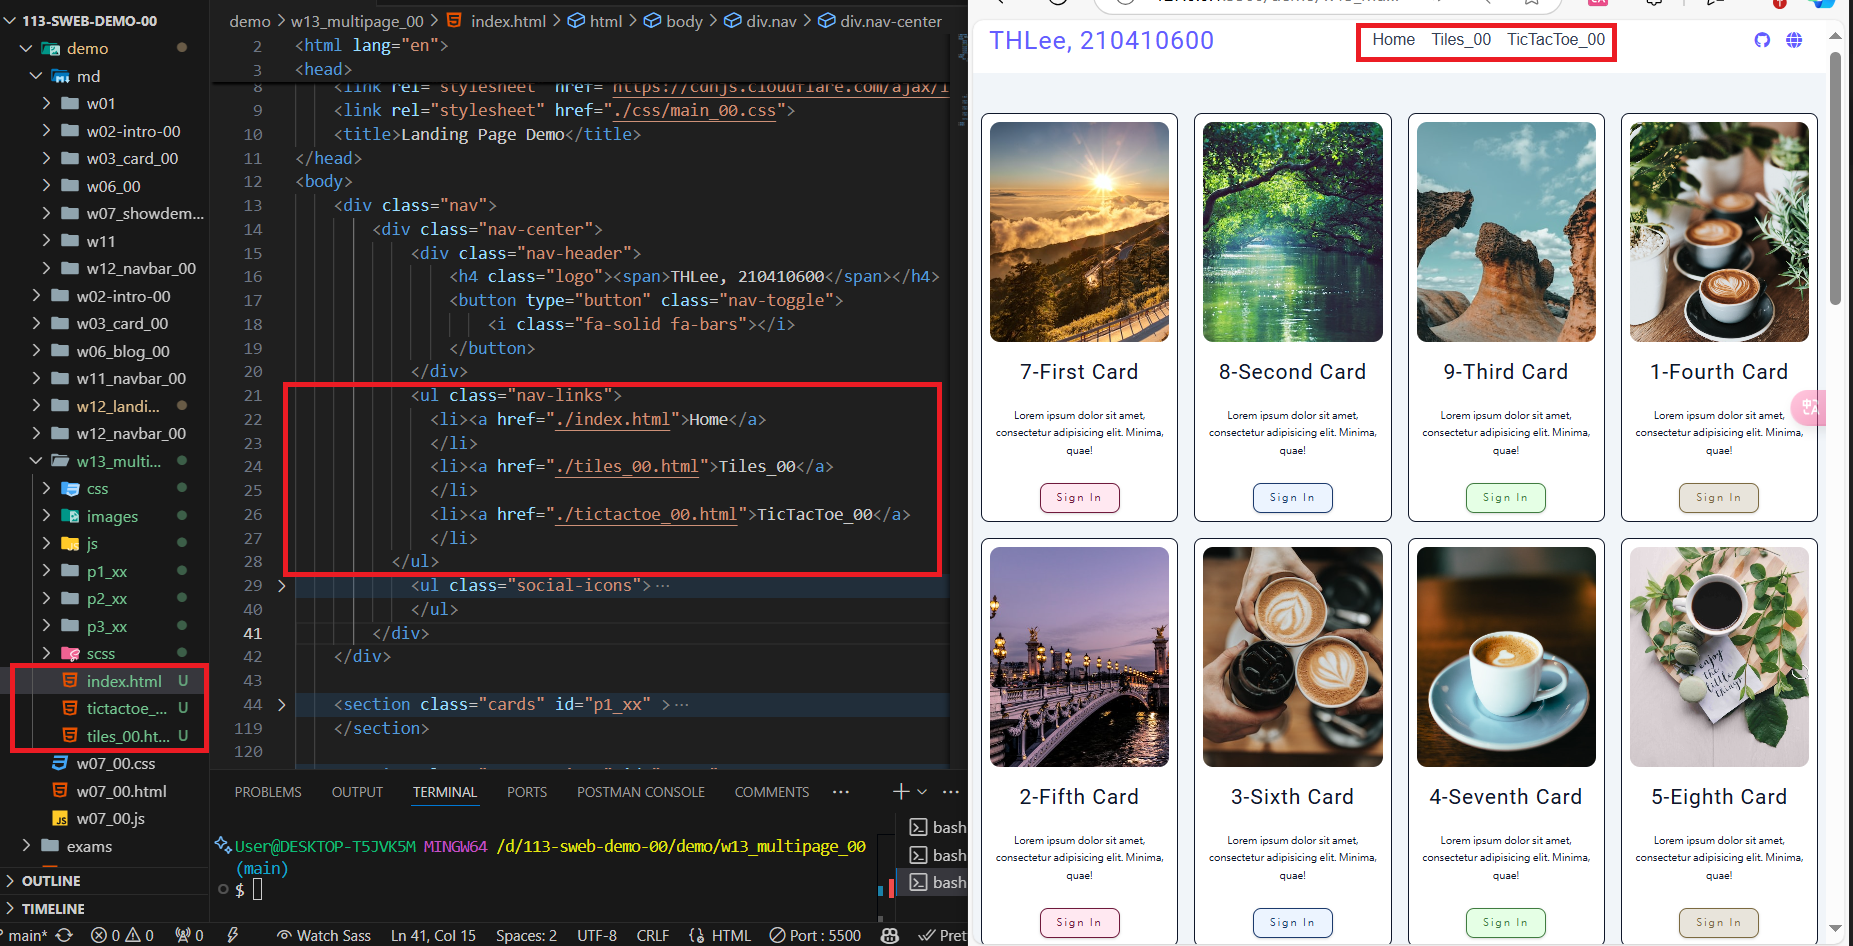 113-SWEB-DEMO-00
demo
md
w01
w02-intro-00
w03_card_00
w06_00
w07_showdem...
w11
w12_navbar_00
w02-intro-00
w03_card_00
w06_blog_00
w11_navbar_00
w12_landi...
w12_navbar_00
w13_multi...
css
images
js
p1_xx
p2_xx
p3_xx
scss
index.html U
tictactoe_... U
tiles_00.ht... U
w07_00.css
w07_00.html
w07_00.js
exams
OUTLINE
TIMELINE
demo > w13_multipage_00 > index.html > html > body > div.nav > div.nav-center
2 <html lang="en">
3 <head>
8 <link rel="stylesheet" href="https://cdnjs.cloudflare.com/ajax/l
9 <link rel="stylesheet" href="./css/main_00.css">
10 <title>Landing Page Demo</title>
11 </head>
12 <body>
13 <div class="nav">
14 <div class="nav-center">
15 <div class="nav-header">
16 <h4 class="logo"><span>THLee, 210410600</span></h4>
17 <button type="button" class="nav-toggle">
18 <i class="fa-solid fa-bars"></i>
19 </button>
20 </div>
21 <ul class="nav-links">
22 <li><a href="./index.html">Home</a>
23 </li>
24 <li><a href="./tiles_00.html">Tiles_00</a>
25 </li>
26 <li><a href="./tictactoe_00.html">TicTacToe_00</a>
27 </li>
28 </ul>
29 <ul class="social-icons">...
40 </ul>
41 </div>
42 </div>
43
44 <section class="cards" id="p1_xx" >...
119 </section>
120
PROBLEMS OUTPUT TERMINAL PORTS POSTMAN CONSOLE COMMENTS ...
User@DESKTOP-T5JVK5M MINGW64 /d/113-sweb-demo-00/demo/w13_multipage_00
(main)
$
bash
bash
bash
main* 0 0 0 Watch Sass Ln 41, Col 15 Spaces: 2 UTF-8 CRLF HTML Port : 5500 Pret
THLee, 210410600
Home Tiles_00 TicTacToe_00
7-First Card
Lorem ipsum dolor sit amet,
consectetur adipisicing elit. Minima,
quae!
Sign In
8-Second Card
Lorem ipsum dolor sit amet,
consectetur adipisicing elit. Minima,
quae!
Sign In
9-Third Card
Lorem ipsum dolor sit amet,
consectetur adipisicing elit. Minima,
quae!
Sign In
1-Fourth Card
Lorem ipsum dolor sit amet,
consectetur adipisicing elit. Minima,
quae!
Sign In
2-Fifth Card
Lorem ipsum dolor sit amet,
consectetur adipisicing elit. Minima,
quae!
Sign In
3-Sixth Card
Lorem ipsum dolor sit amet,
consectetur adipisicing elit. Minima,
quae!
Sign In
4-Seventh Card
Lorem ipsum dolor sit amet,
consectetur adipisicing elit. Minima,
quae!
Sign In
enjoy
the
little
things
5-Eighth Card
Lorem ipsum dolor sit amet,
consectetur adipisicing elit. Minima,
quae!
Sign In